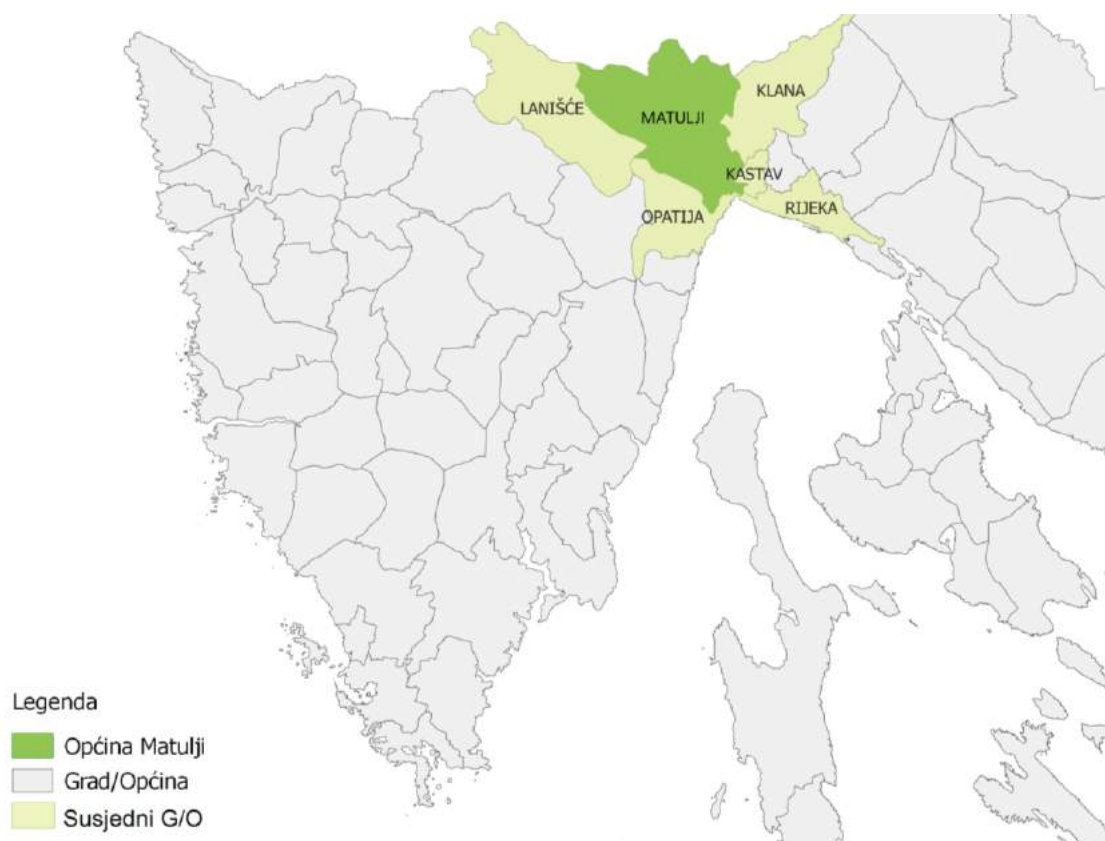 LANIŠĆE
MATULJI
KLANA
KASTAV
OPATIJA
RIJEKA
Legenda
Općina Matulji
Grad/Općina
Susjedni G/O